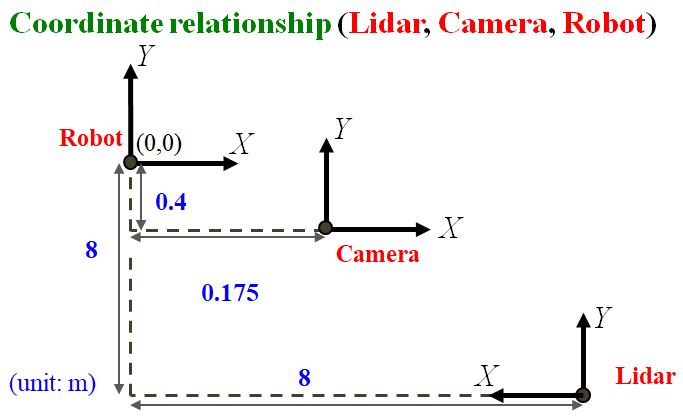 Coordinate relationship (Lidar, Camera, Robot)
Y
Robot (0,0) X
Y
0.4
X
8
Camera
0.175
Y
(unit: m) 8 X Lidar